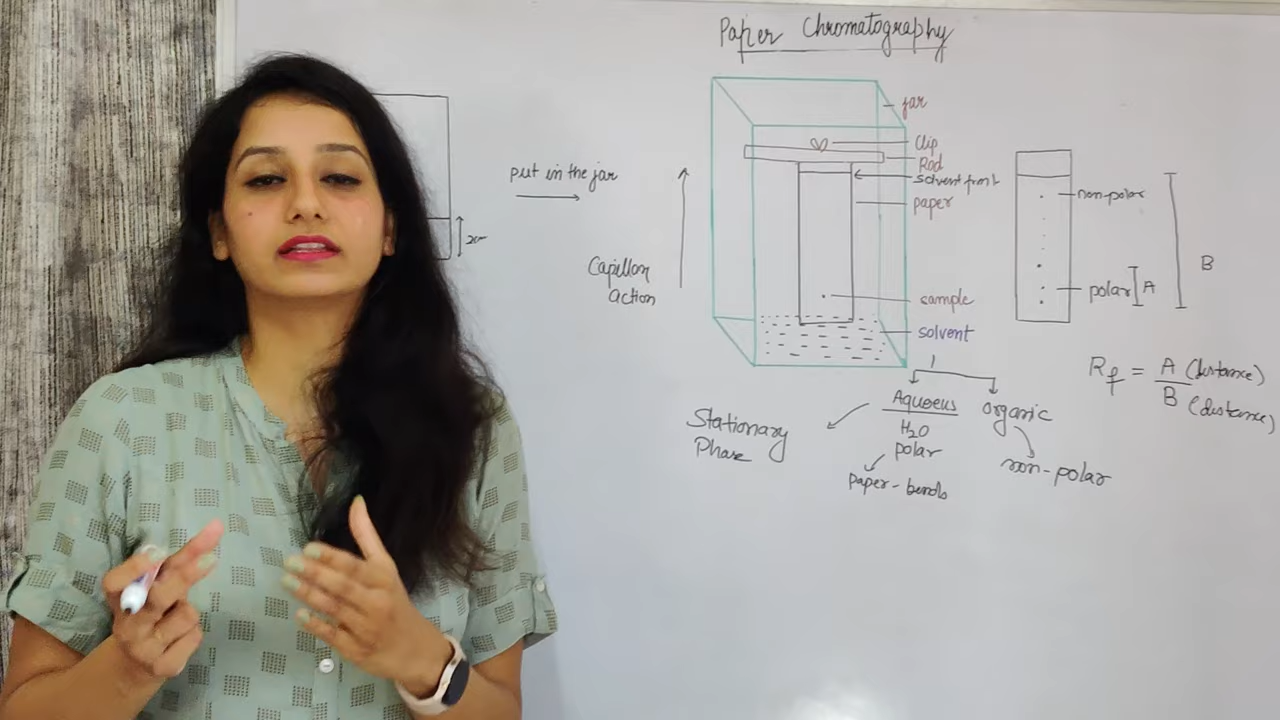 Paper Chromatography
jar
clip
Rod
solvent front
paper
sample
solvent
put in the jar
2cm
Capillary
action
non-polar
polar
A
B
Rf = A (distance)
B (distance)
Aqueous
organic
H2O
polar
paper - bonds
non-polar
Stationary
Phase